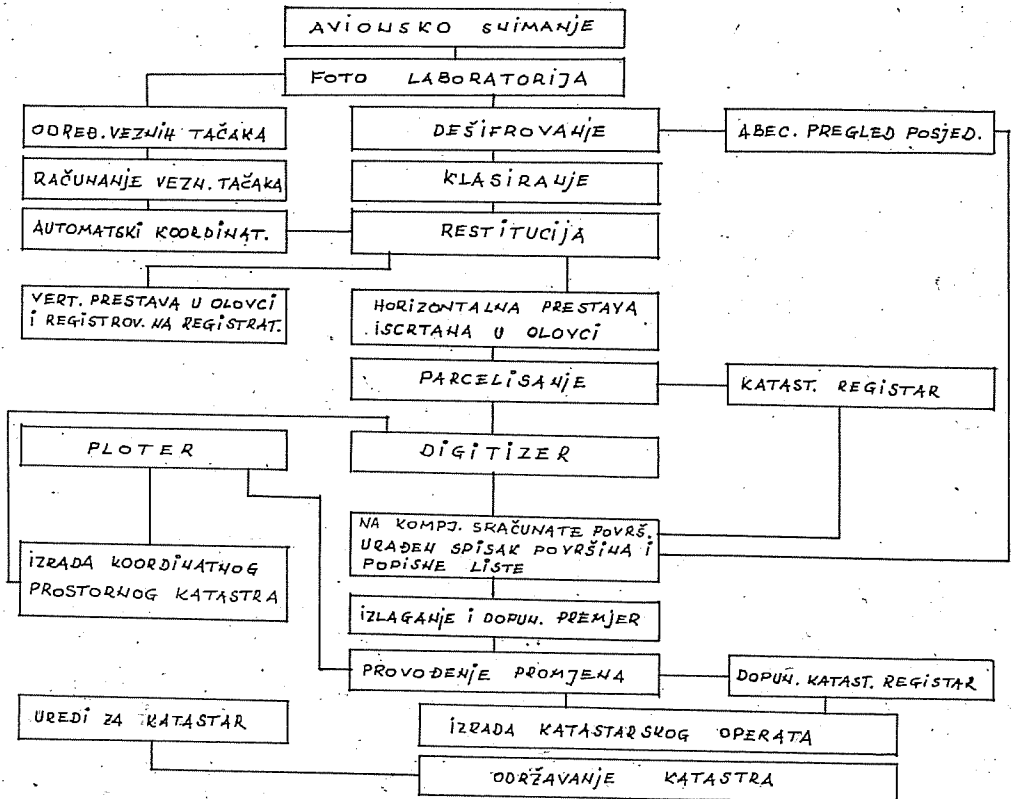 AVIONSKO SNIMANJE
FOTO LABORATORIJA
ODREĐ. VEZNIH TAČAKA
DEŠIFROVANJE
ABEC. PREGLED POSJED.
RAČUNANJE VEZN. TAČAKA
KLASIRANJE
AUTOMATSKI KOORDINAT.
RESTITUCIJA
VERT. PRESTAVA U OLOVCI
I REGISTROV. NA REGISTRAT.
HORIZONTALNA PRESTAVA
ISCRTANA U OLOVCI
PARCELISANJE
KATAST. REGISTAR
PLOTER
DIGITIZER
NA KOMPJ. SRAČUNATE POVRŠ.
URAĐEN SPISAK POVRŠINA I
POPISNE LISTE
IZRADA KOORDINATNOG
PROSTORNOG KATASTRA
IZLAGANJE I DOPUN. PREMJER
PROVOĐENJE PROMJENA
DOPUN. KATAST. REGISTAR
UREDI ZA KATASTAR
IZRADA KATASTARSKOG OPERATA
ODRŽAVANJE KATASTRA